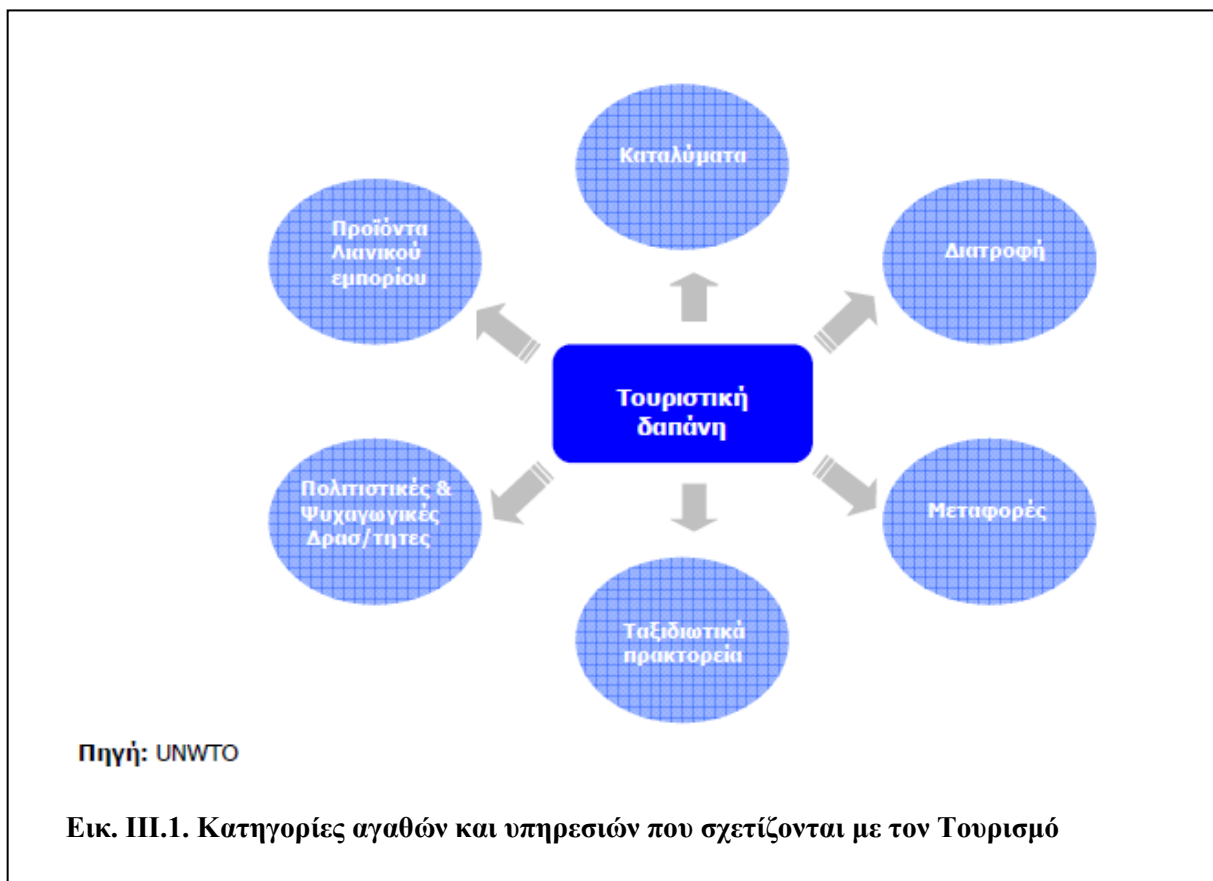 Καταλύματα
Προϊόντα
Λιανικού
εμπορίου
Διατροφή
Τουριστική
δαπάνη
Πολιτιστικές &
Ψυχαγωγικές
Δρασ/τητες
Μεταφορές
Ταξιδιωτικά
πρακτορεία
Πηγή: UNWTO
Εικ. ΙΙΙ.1. Κατηγορίες αγαθών και υπηρεσιών που σχετίζονται με τον Τουρισμό